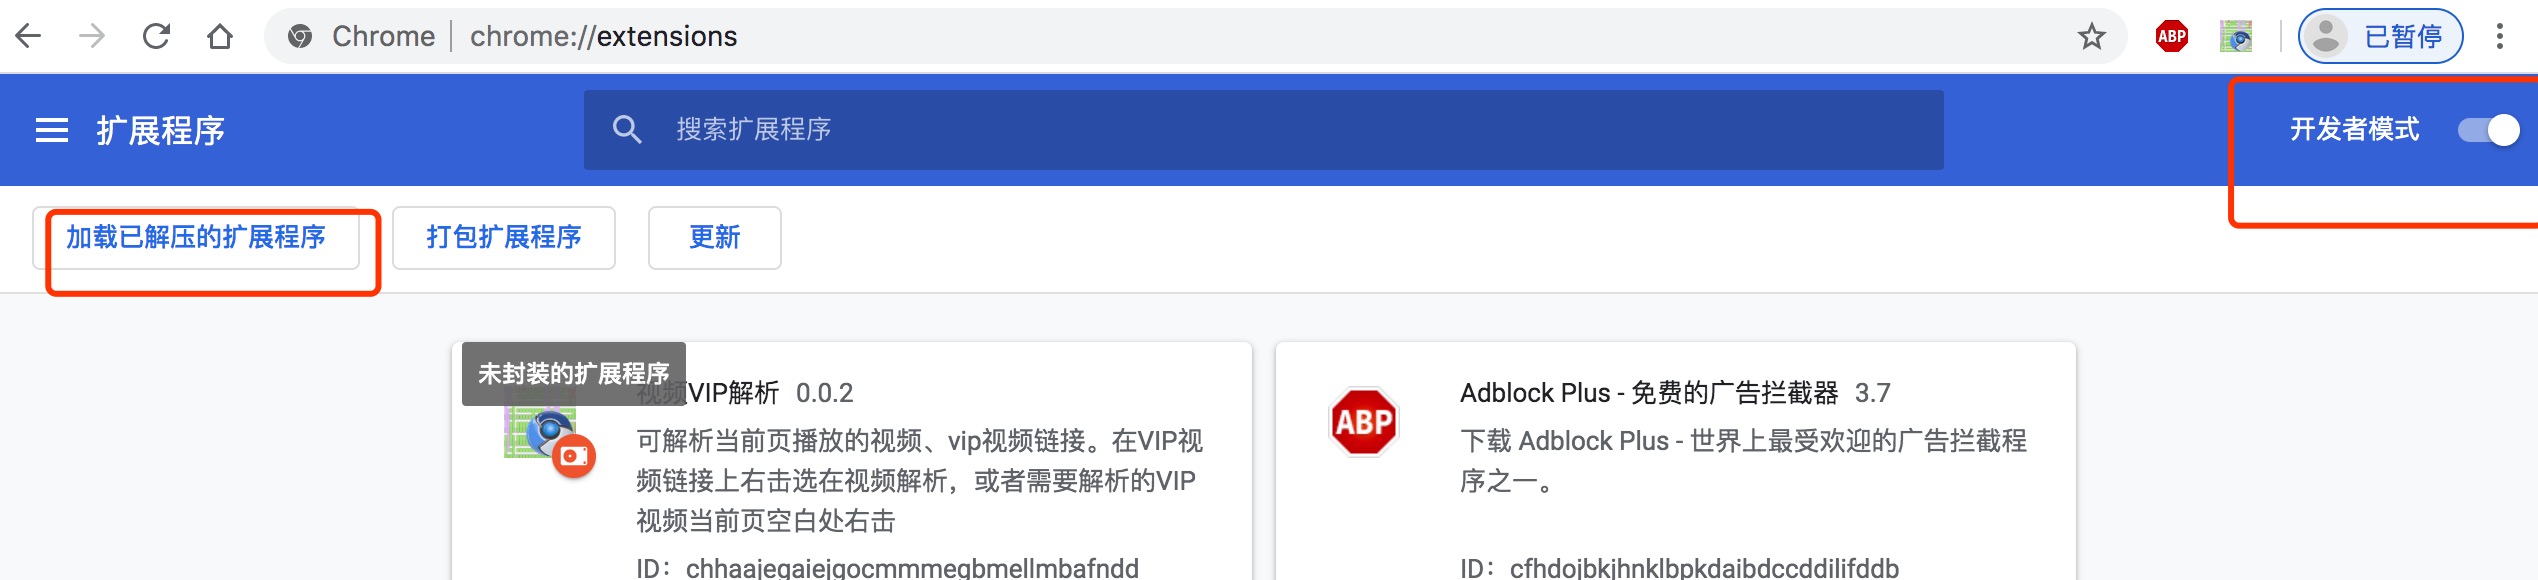 Chrome | chrome://extensions
ABP
已暂停
扩展程序
搜索扩展程序
开发者模式
加载已解压的扩展程序
打包扩展程序
更新
未封装的扩展程序
视频VIP解析 0.0.2
可解析当前页播放的视频、vip视频链接。在VIP视
频链接上右击选在视频解析，或者需要解析的VIP
视频当前页空白处右击
ID：chhaajegaiejgocmmmegbmellmbafndd
ABP
Adblock Plus - 免费的广告拦截器 3.7
下载 Adblock Plus - 世界上最受欢迎的广告拦截程
序之一。
ID：cfhdojbkjhnklbpkdaibdccddilifddb